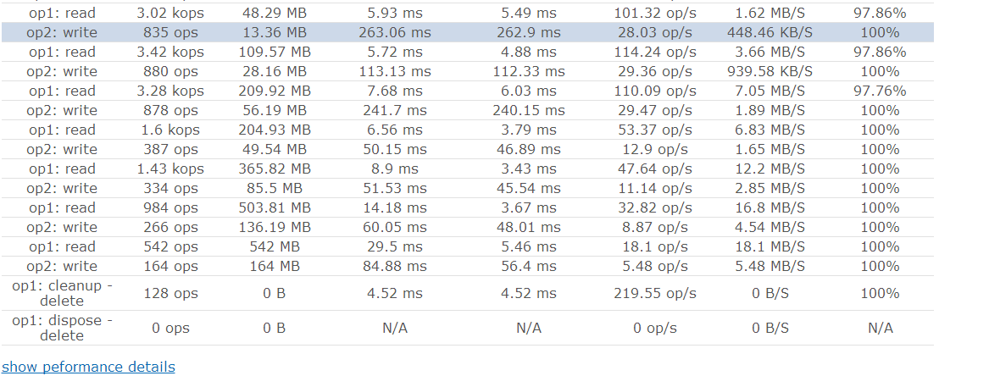 op1: read 3.02 kops 48.29 MB 5.93 ms 5.49 ms 101.32 op/s 1.62 MB/S 97.86%
op2: write 835 ops 13.36 MB 263.06 ms 262.9 ms 28.03 op/s 448.46 KB/S 100%
op1: read 3.42 kops 109.57 MB 5.72 ms 4.88 ms 114.24 op/s 3.66 MB/S 97.86%
op2: write 880 ops 28.16 MB 113.13 ms 112.33 ms 29.36 op/s 939.58 KB/S 100%
op1: read 3.28 kops 209.92 MB 7.68 ms 6.03 ms 110.09 op/s 7.05 MB/S 97.76%
op2: write 878 ops 56.19 MB 241.7 ms 240.15 ms 29.47 op/s 1.89 MB/S 100%
op1: read 1.6 kops 204.93 MB 6.56 ms 3.79 ms 53.37 op/s 6.83 MB/S 100%
op2: write 387 ops 49.54 MB 50.15 ms 46.89 ms 12.9 op/s 1.65 MB/S 100%
op1: read 1.43 kops 365.82 MB 8.9 ms 3.43 ms 47.64 op/s 12.2 MB/S 100%
op2: write 334 ops 85.5 MB 51.53 ms 45.54 ms 11.14 op/s 2.85 MB/S 100%
op1: read 984 ops 503.81 MB 14.18 ms 3.67 ms 32.82 op/s 16.8 MB/S 100%
op2: write 266 ops 136.19 MB 60.05 ms 48.01 ms 8.87 op/s 4.54 MB/S 100%
op1: read 542 ops 542 MB 29.5 ms 5.46 ms 18.1 op/s 18.1 MB/S 100%
op2: write 164 ops 164 MB 84.88 ms 56.4 ms 5.48 op/s 5.48 MB/S 100%
op1: cleanup -
delete 128 ops 0 B 4.52 ms 4.52 ms 219.55 op/s 0 B/S 100%
op1: dispose -
delete 0 ops 0 B N/A N/A 0 op/s 0 B/S N/A
show peformance details